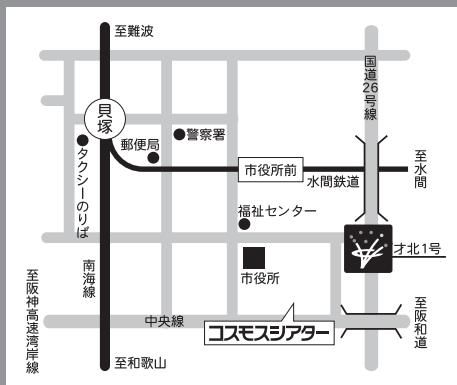 至難波
国道26号線
貝塚
警察署
郵便局
タクシーのりば
市役所前
水間鉄道
至水間
福祉センター
才北1号
市役所
南海線
至阪神高速湾岸線
中央線
コスモスシアター
至阪和道
至和歌山